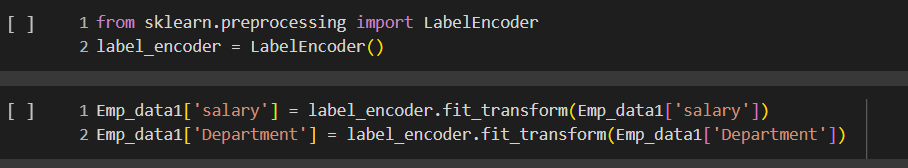 [ ] 1 from sklearn.preprocessing import LabelEncoder
2 label_encoder = LabelEncoder()
[ ] 1 Emp_data1['salary'] = label_encoder.fit_transform(Emp_data1['salary'])
2 Emp_data1['Department'] = label_encoder.fit_transform(Emp_data1['Department'])